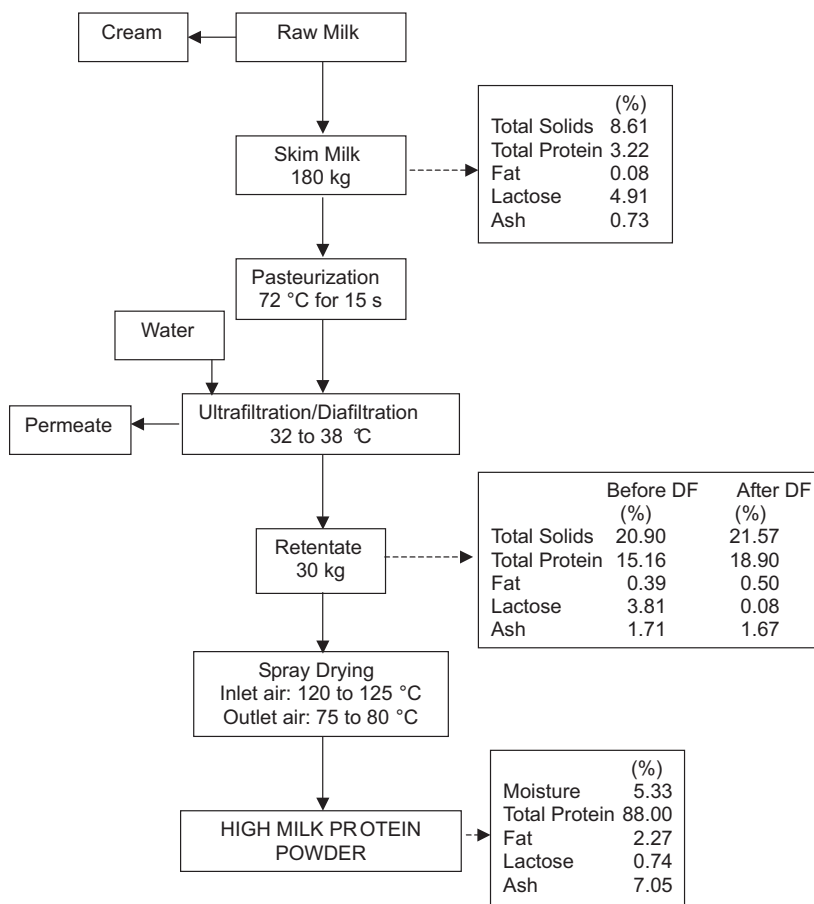 Cream
Raw Milk
Skim Milk
180 kg
(%)
Total Solids 8.61
Total Protein 3.22
Fat 0.08
Lactose 4.91
Ash 0.73
Pasteurization
72 °C for 15 s
Water
Permeate
Ultrafiltration/Diafiltration
32 to 38 °C
Retentate
30 kg
Before DF After DF
(%) (%)
Total Solids 20.90 21.57
Total Protein 15.16 18.90
Fat 0.39 0.50
Lactose 3.81 0.08
Ash 1.71 1.67
Spray Drying
Inlet air: 120 to 125 °C
Outlet air: 75 to 80 °C
HIGH MILK PROTEIN
POWDER
(%)
Moisture 5.33
Total Protein 88.00
Fat 2.27
Lactose 0.74
Ash 7.05